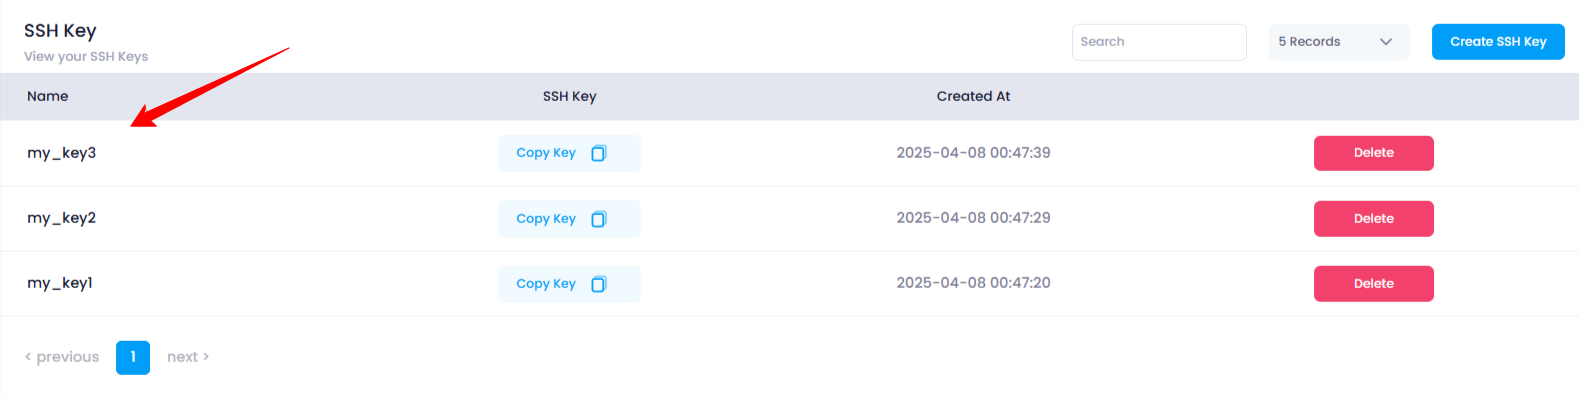 SSH Key
View your SSH Keys
Search
5 Records
Create SSH Key
Name SSH Key Created At
my_key3 Copy Key 2025-04-08 00:47:39 Delete
my_key2 Copy Key 2025-04-08 00:47:29 Delete
my_key1 Copy Key 2025-04-08 00:47:20 Delete
< previous 1 next >